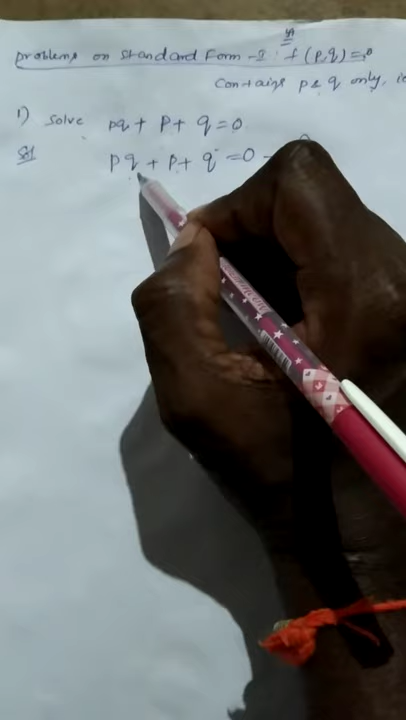 Problems on Standard Form - I : f(p,q)=0
Contains p & q only,
1) Solve pq + p + q = 0
Sol pq + p + q = 0 -